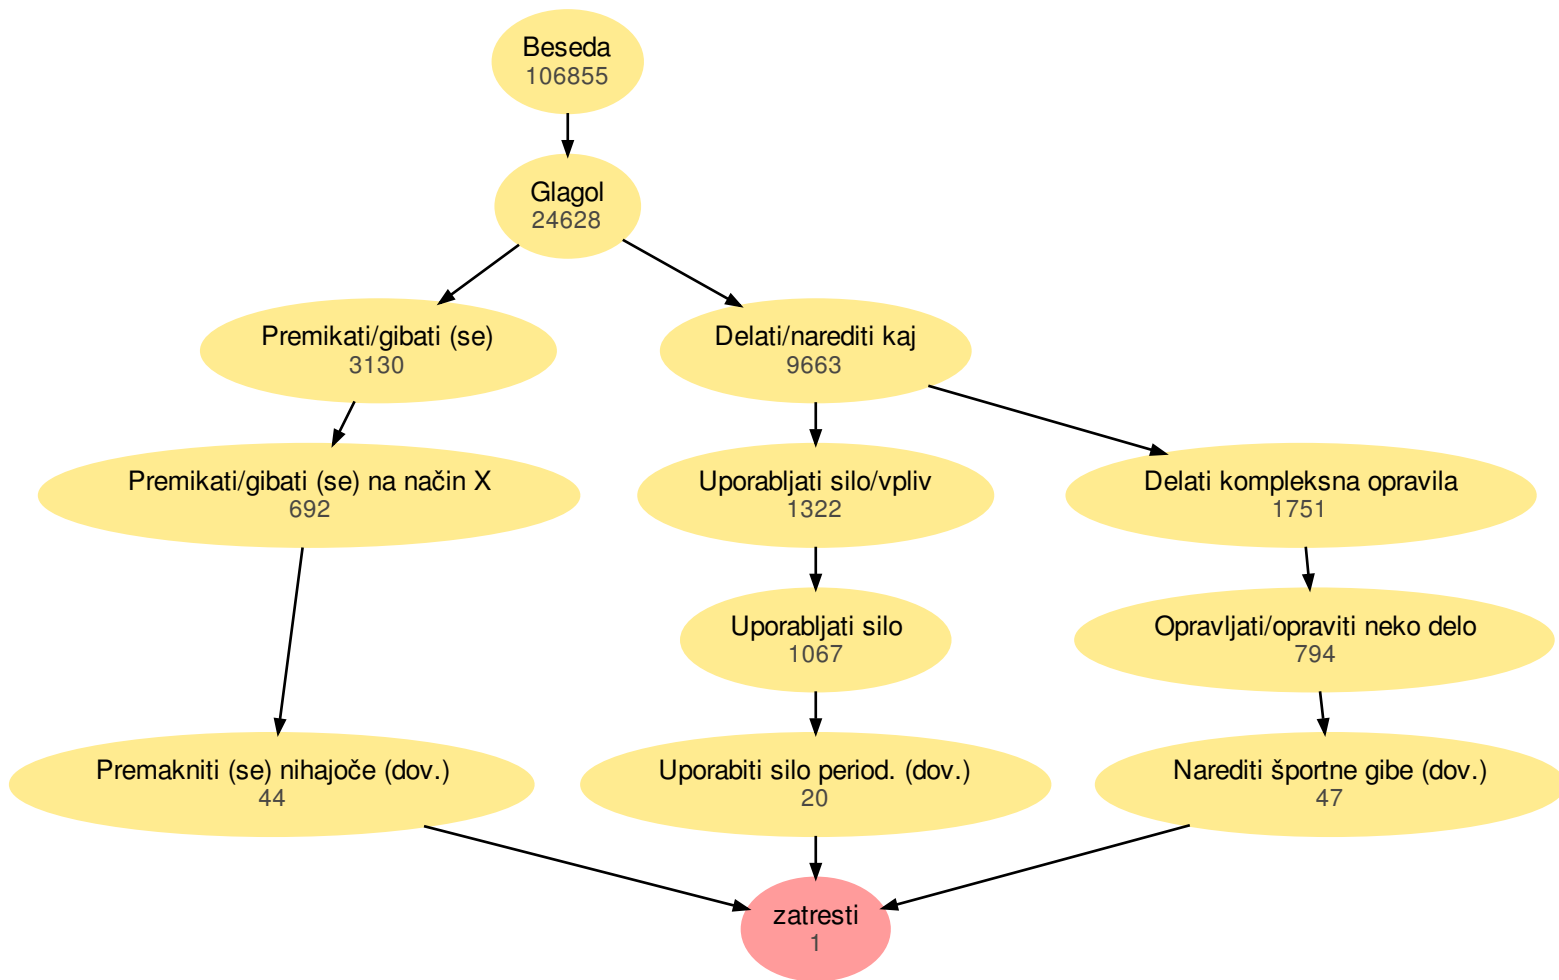 Beseda
106855
Glagol
24628
Premikati/gibati (se)
3130
Delati/narediti kaj
9663
Premikati/gibati (se) na način X
692
Uporabljati silo/vpliv
1322
Delati kompleksna opravila
1751
Uporabljati silo
1067
Opravljati/opraviti neko delo
794
Premakniti (se) nihajoče (dov.)
44
Uporabiti silo period. (dov.)
20
Narediti športne gibe (dov.)
47
zatresti
1